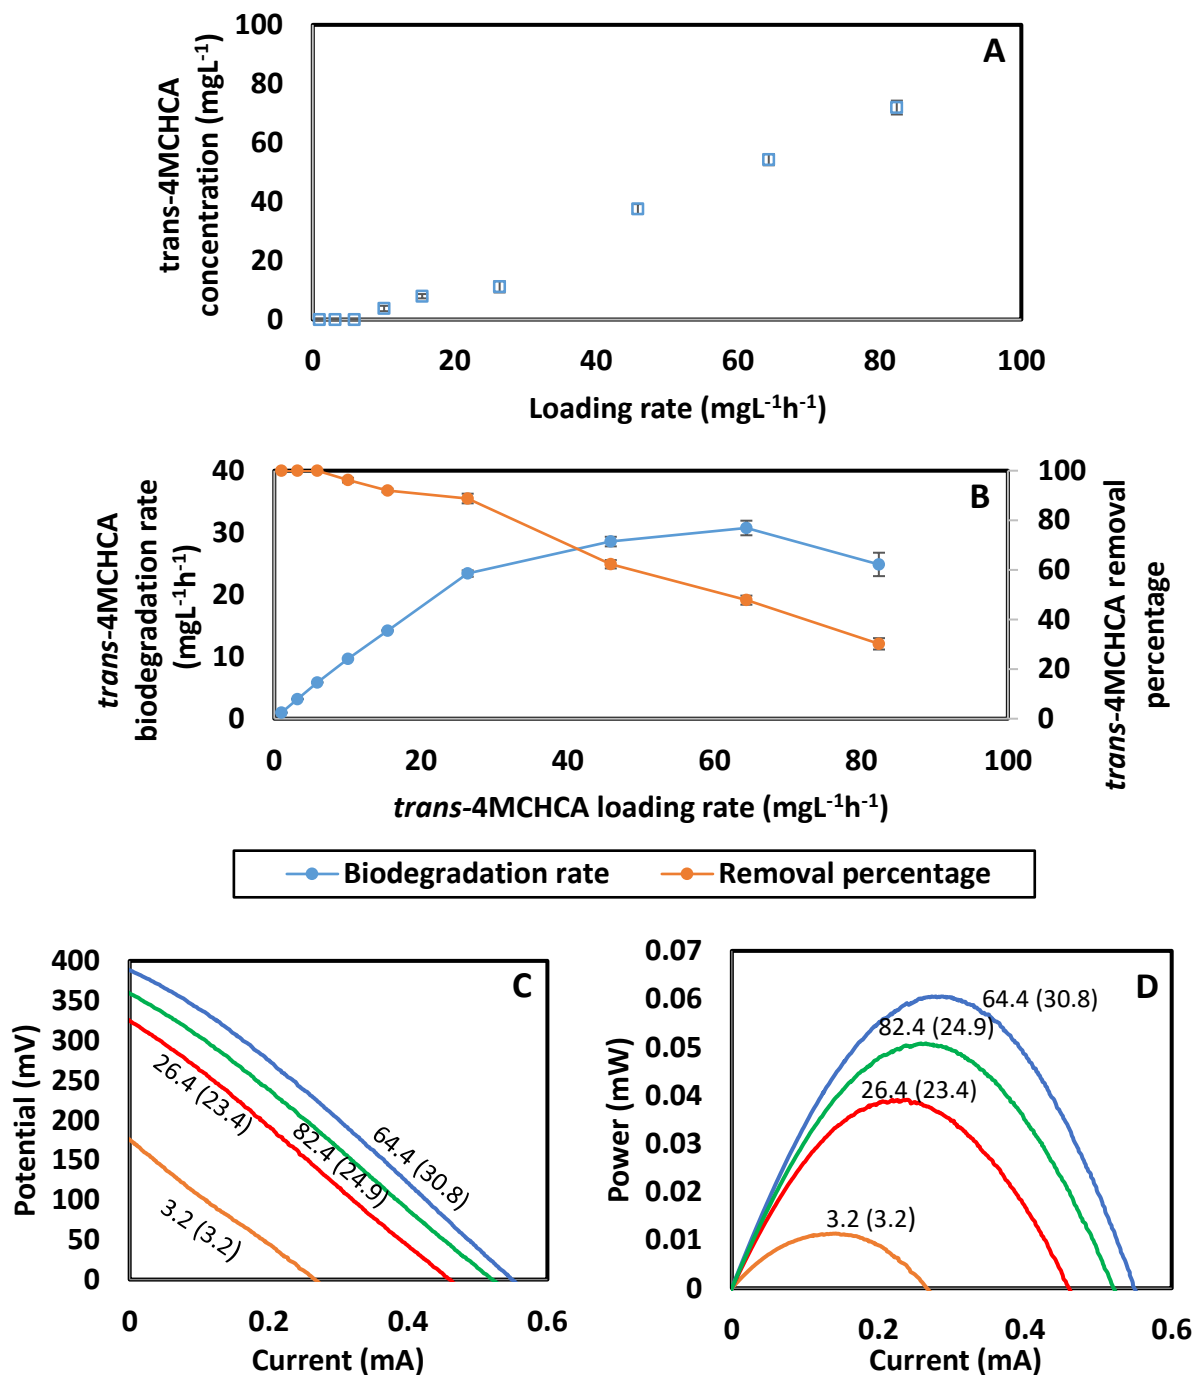 A
trans-4MCHCA
concentration (mgL⁻¹)
100
80
60
40
20
0
0 20 40 60 80 100
Loading rate (mgL⁻¹h⁻¹)
B
trans-4MCHCA
biodegradation rate
(mgL⁻¹h⁻¹)
40
30
20
10
0
100
80
60
40
20
0
trans-4MCHCA removal
percentage
0 20 40 60 80 100
trans-4MCHCA loading rate (mgL⁻¹h⁻¹)
Biodegradation rate Removal percentage
C
Potential (mV)
400
350
300
250
200
150
100
50
0
26.4 (23.4)
82.4 (24.9)
64.4 (30.8)
3.2 (3.2)
0 0.2 0.4 0.6
Current (mA)
D
Power (mW)
0.07
0.06
0.05
0.04
0.03
0.02
0.01
0
64.4 (30.8)
82.4 (24.9)
26.4 (23.4)
3.2 (3.2)
0 0.2 0.4 0.6
Current (mA)